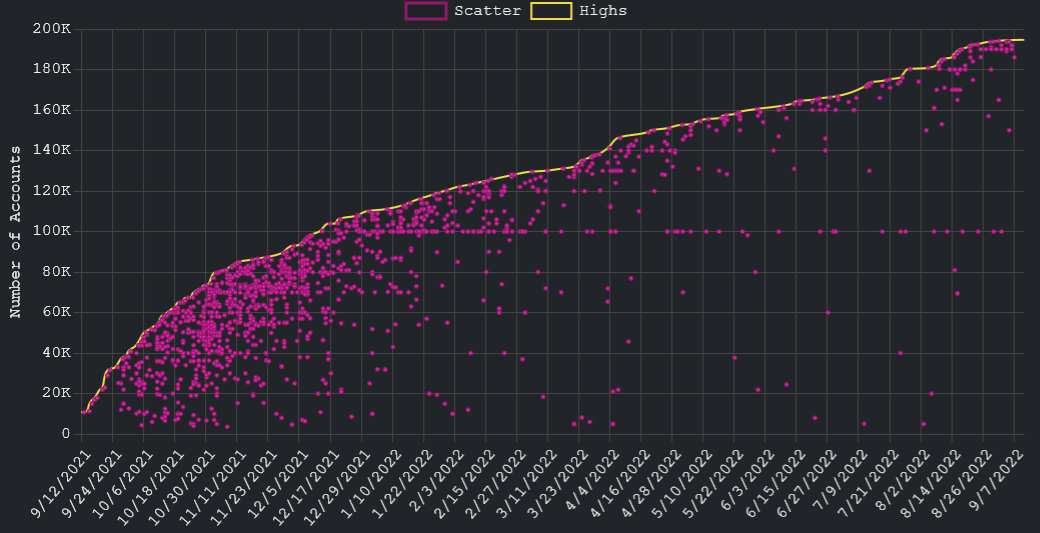 Scatter Highs
Number of Accounts
200K
180K
160K
140K
120K
100K
80K
60K
40K
20K
0
9/12/2021
9/24/2021
10/6/2021
10/18/2021
10/30/2021
11/11/2021
11/23/2021
12/5/2021
12/17/2021
12/29/2021
1/10/2022
1/22/2022
2/3/2022
2/15/2022
2/27/2022
3/11/2022
3/23/2022
4/4/2022
4/16/2022
4/28/2022
5/10/2022
5/22/2022
6/3/2022
6/15/2022
6/27/2022
7/9/2022
7/21/2022
8/2/2022
8/14/2022
8/26/2022
9/7/2022